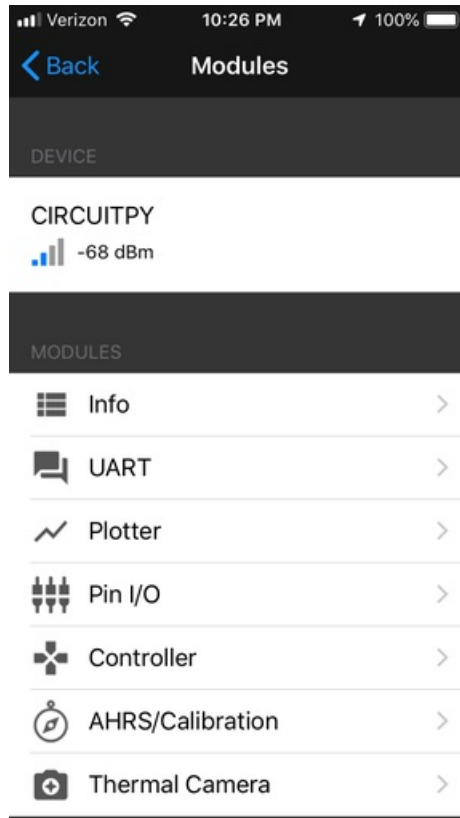 Verizon 10:26 PM 100%
Back Modules
DEVICE
CIRCUITPY
-68 dBm
MODULES
Info
UART
Plotter
Pin I/O
Controller
AHRS/Calibration
Thermal Camera